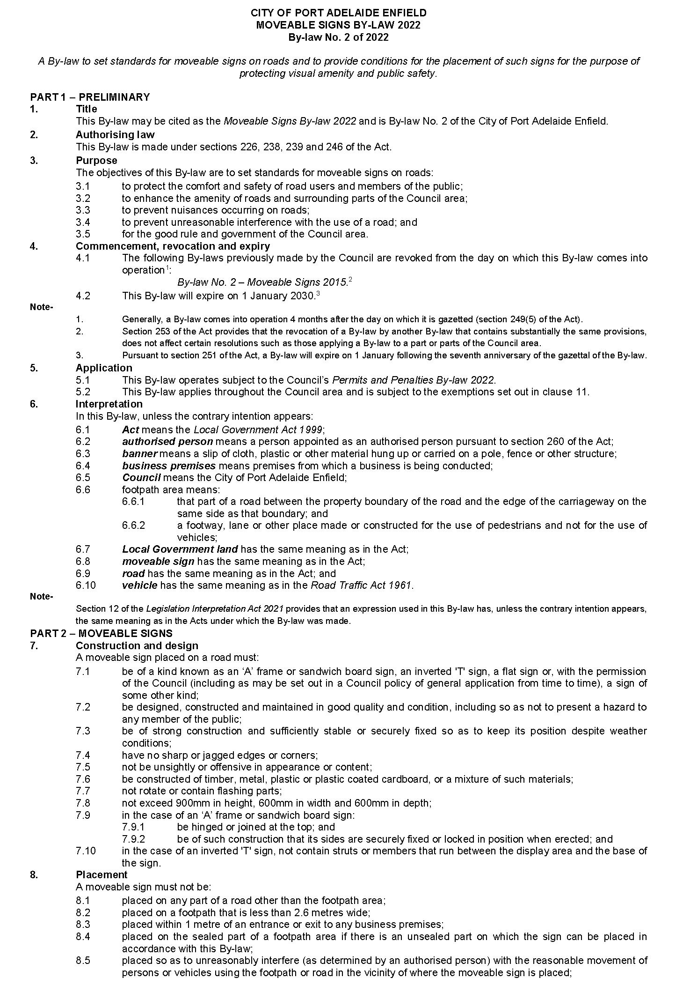 CITY OF PORT ADELAIDE ENFIELD
MOVEABLE SIGNS BY-LAW 2022
By-law No. 2 of 2022
A By-law to set standards for moveable signs on roads and to provide conditions for the placement of such signs for the purpose of
protecting visual amenity and public safety.
PART 1 – PRELIMINARY
1. Title
This By-law may be cited as the Moveable Signs By-law 2022 and is By-law No. 2 of the City of Port Adelaide Enfield.
2. Authorising law
This By-law is made under sections 226, 238, 239 and 246 of the Act.
3. Purpose
The objectives of this By-law are to set standards for moveable signs on roads:
3.1 to protect the comfort and safety of road users and members of the public;
3.2 to enhance the amenity of roads and surrounding parts of the Council area;
3.3 to prevent nuisances occurring on roads;
3.4 to prevent unreasonable interference with the use of a road; and
3.5 for the good rule and government of the Council area.
4. Commencement, revocation and expiry
4.1 The following By-laws previously made by the Council are revoked from the day on which this By-law comes into
operation1:
By-law No. 2 – Moveable Signs 2015.2
4.2 This By-law will expire on 1 January 2030.3
Note-
1. Generally, a By-law comes into operation 4 months after the day on which it is gazetted (section 249(5) of the Act).
2. Section 253 of the Act provides that the revocation of a By-law by another By-law that contains substantially the same provisions,
does not affect certain resolutions such as those applying a By-law to a part or parts of the Council area.
3. Pursuant to section 251 of the Act, a By-law will expire on 1 January following the seventh anniversary of the gazettal of the By-law.
5. Application
5.1 This By-law operates subject to the Council’s Permits and Penalties By-law 2022.
5.2 This By-law applies throughout the Council area and is subject to the exemptions set out in clause 11.
6. Interpretation
In this By-law, unless the contrary intention appears:
6.1 Act means the Local Government Act 1999;
6.2 authorised person means a person appointed as an authorised person pursuant to section 260 of the Act;
6.3 banner means a slip of cloth, plastic or other material hung up or carried on a pole, fence or other structure;
6.4 business premises means premises from which a business is being conducted;
6.5 Council means the City of Port Adelaide Enfield;
6.6 footpath area means:
6.6.1 that part of a road between the property boundary of the road and the edge of the carriageway on the
same side as that boundary; and
6.6.2 a footway, lane or other place made or constructed for the use of pedestrians and not for the use of
vehicles;
6.7 Local Government land has the same meaning as in the Act;
6.8 moveable sign has the same meaning as in the Act;
6.9 road has the same meaning as in the Act; and
6.10 vehicle has the same meaning as in the Road Traffic Act 1961.
Note-
Section 12 of the Legislation Interpretation Act 2021 provides that an expression used in this By-law has, unless the contrary intention appears,
the same meaning as in the Acts under which the By-law was made.
PART 2 – MOVEABLE SIGNS
7. Construction and design
A moveable sign placed on a road must:
7.1 be of a kind known as an ‘A’ frame or sandwich board sign, an inverted 'T' sign, a flat sign or, with the permission
of the Council (including as may be set out in a Council policy of general application from time to time), a sign of
some other kind;
7.2 be designed, constructed and maintained in good quality and condition, including so as not to present a hazard to
any member of the public;
7.3 be of strong construction and sufficiently stable or securely fixed so as to keep its position despite weather
conditions;
7.4 have no sharp or jagged edges or corners;
7.5 not be unsightly or offensive in appearance or content;
7.6 be constructed of timber, metal, plastic or plastic coated cardboard, or a mixture of such materials;
7.7 not rotate or contain flashing parts;
7.8 not exceed 900mm in height, 600mm in width and 600mm in depth;
7.9 in the case of an ‘A’ frame or sandwich board sign:
7.9.1 be hinged or joined at the top; and
7.9.2 be of such construction that its sides are securely fixed or locked in position when erected; and
7.10 in the case of an inverted 'T' sign, not contain struts or members that run between the display area and the base of
the sign.
8. Placement
A moveable sign must not be:
8.1 placed on any part of a road other than the footpath area;
8.2 placed on a footpath that is less than 2.6 metres wide;
8.3 placed within 1 metre of an entrance or exit to any business premises;
8.4 placed on the sealed part of a footpath area if there is an unsealed part on which the sign can be placed in
accordance with this By-law;
8.5 placed so as to unreasonably interfere (as determined by an authorised person) with the reasonable movement of
persons or vehicles using the footpath or road in the vicinity of where the moveable sign is placed;